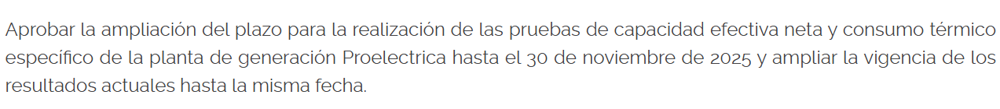 Aprobar la ampliación del plazo para la realización de las pruebas de capacidad efectiva neta y consumo térmico
específico de la planta de generación Proelectrica hasta el 30 de noviembre de 2025 y ampliar la vigencia de los
resultados actuales hasta la misma fecha.